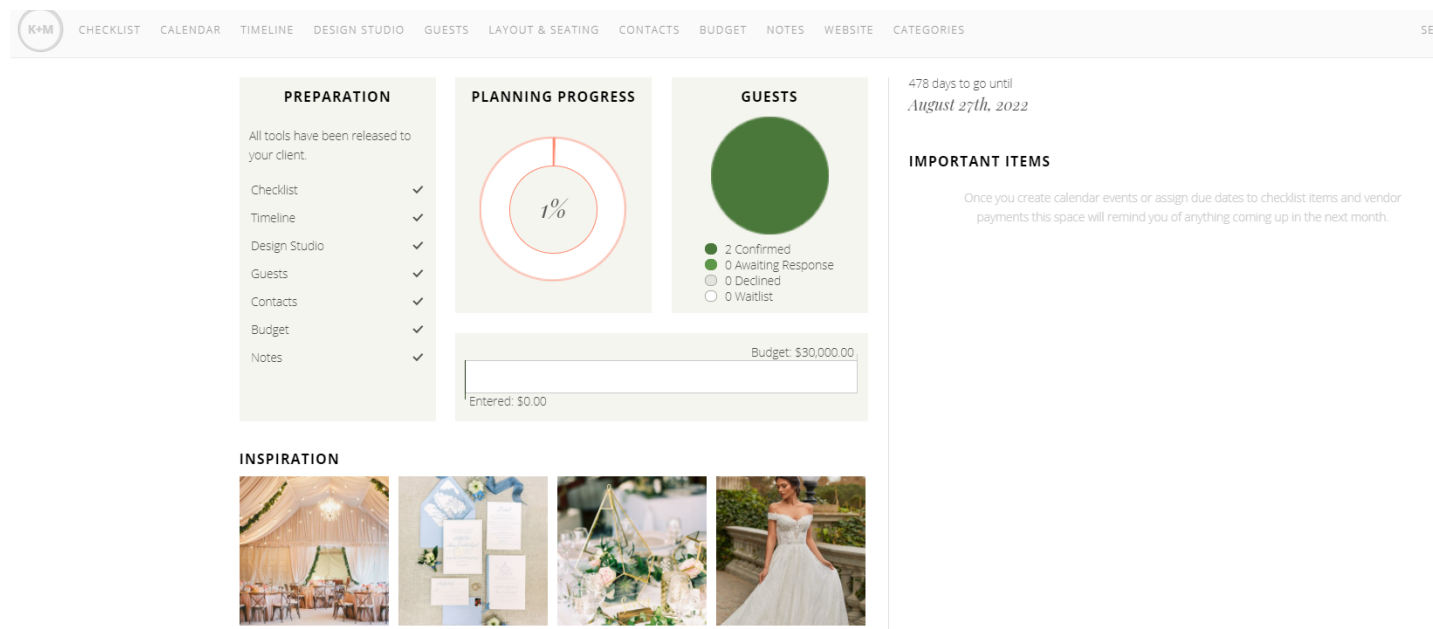 K+M
CHECKLIST CALENDAR TIMELINE DESIGN STUDIO GUESTS LAYOUT & SEATING CONTACTS BUDGET NOTES WEBSITE CATEGORIES
PREPARATION
All tools have been released to
your client.
Checklist
Timeline
Design Studio
Guests
Contacts
Budget
Notes
PLANNING PROGRESS
1%
GUESTS
2 Confirmed
0 Awaiting Response
0 Declined
0 Waitlist
Budget: $30,000.00
Entered: $0.00
INSPIRATION
478 days to go until
August 27th, 2022
IMPORTANT ITEMS
Once you create calendar events or assign due dates to checklist items and vendor
payments this space will remind you of anything coming up in the next month.